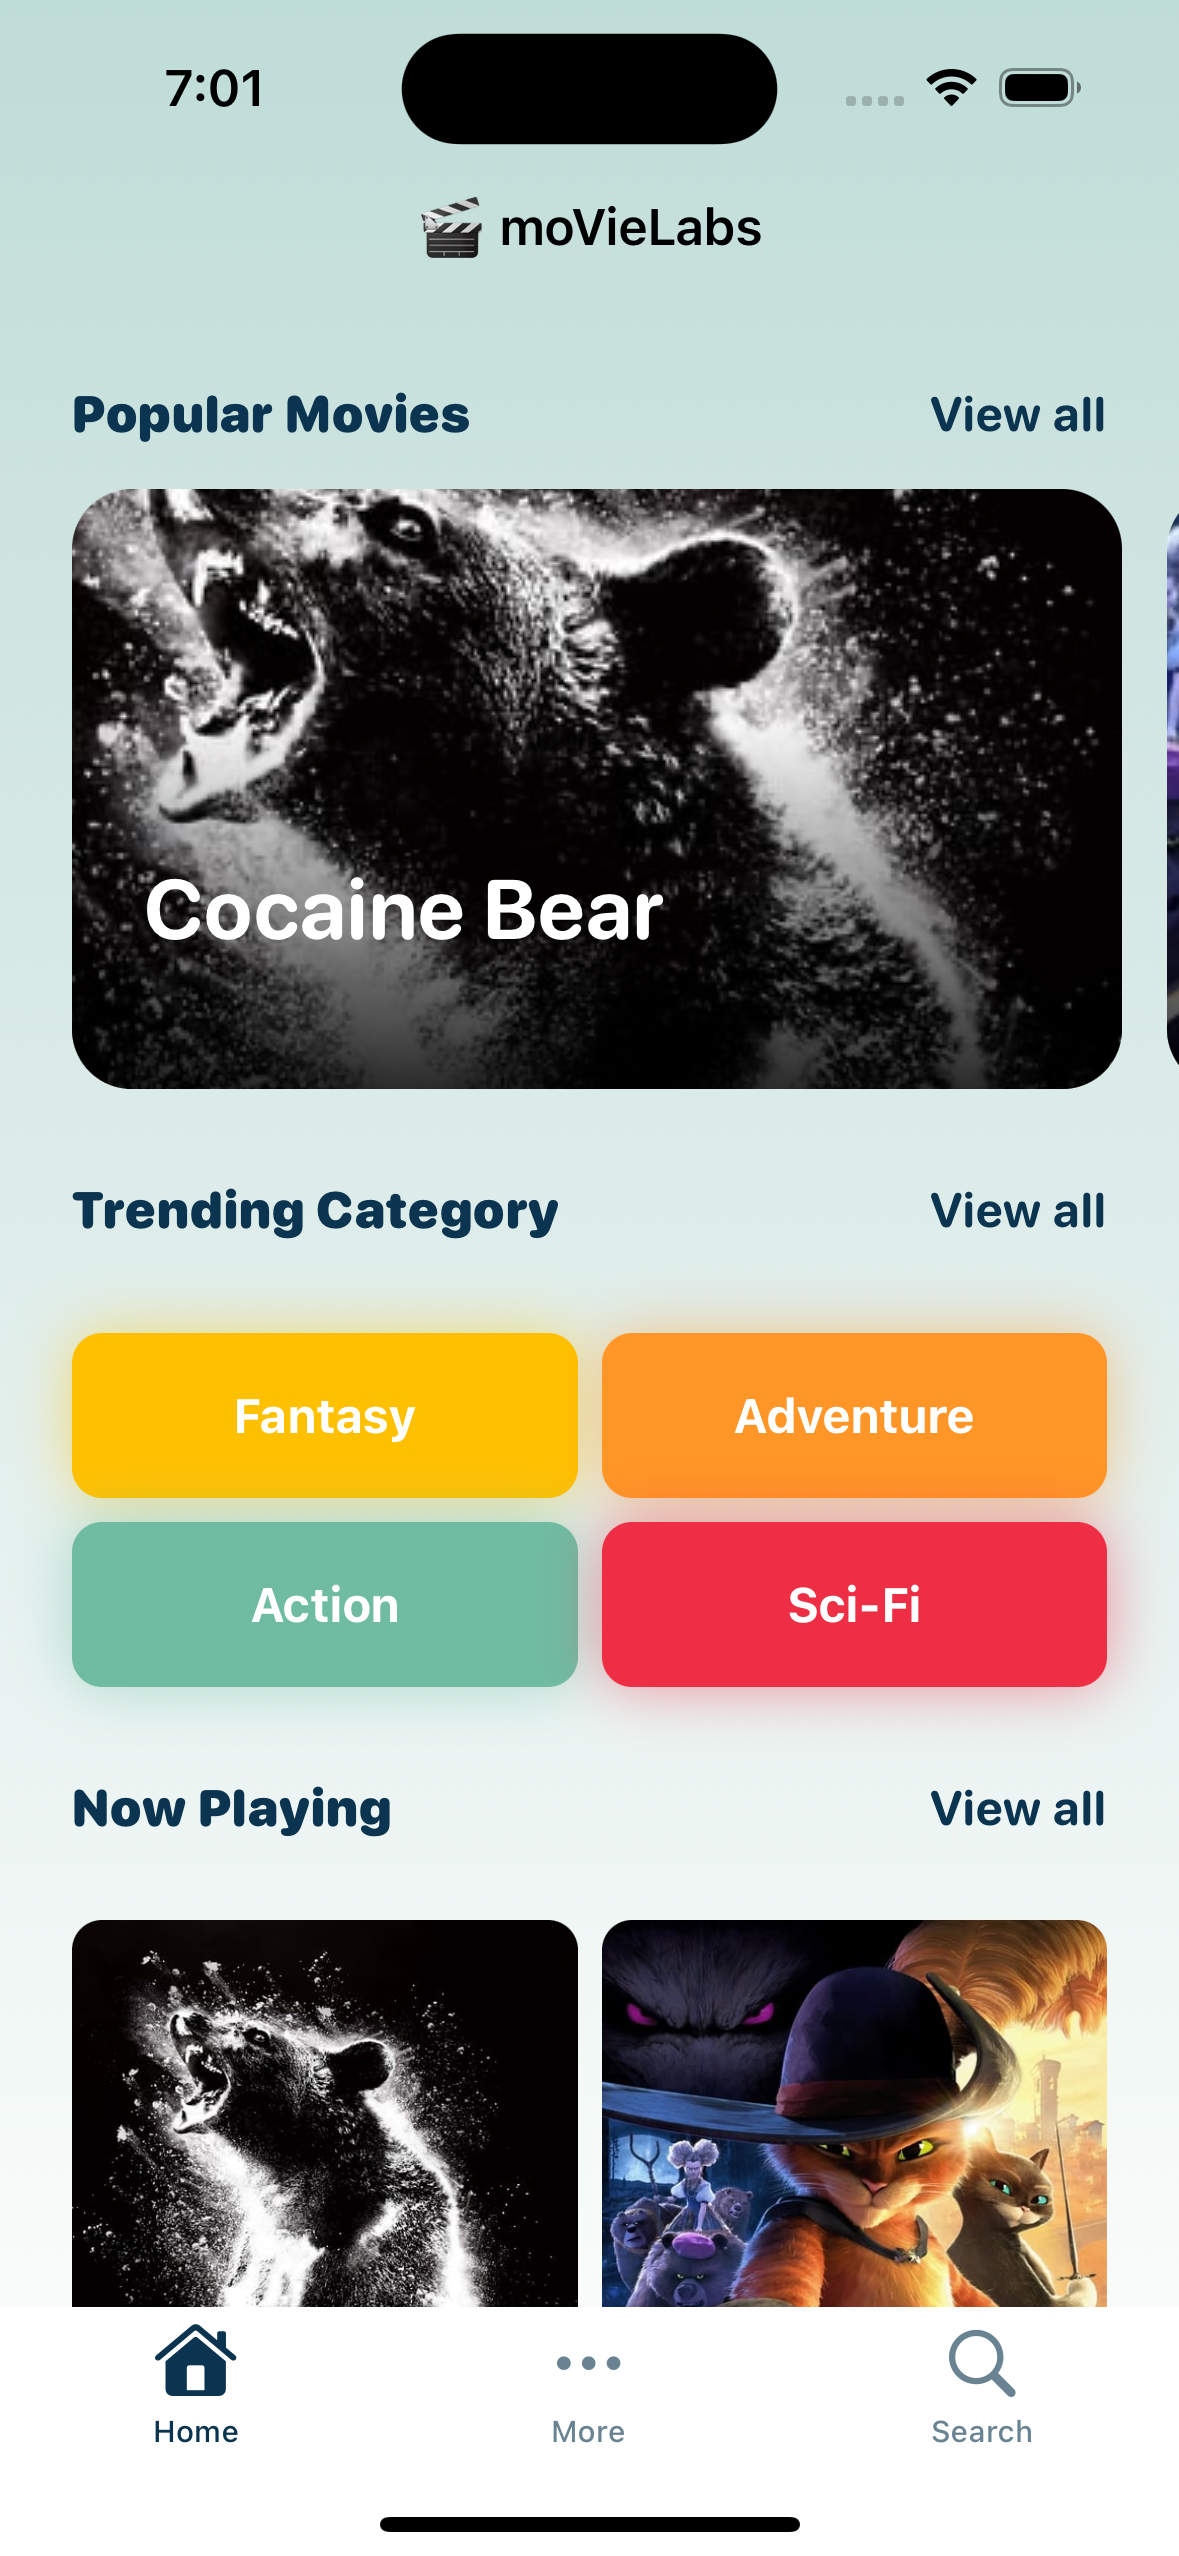 7:01
🎬 moVieLabs
Popular Movies
View all
Cocaine Bear
Trending Category
View all
Fantasy
Adventure
Action
Sci-Fi
Now Playing
View all
Home
More
Search